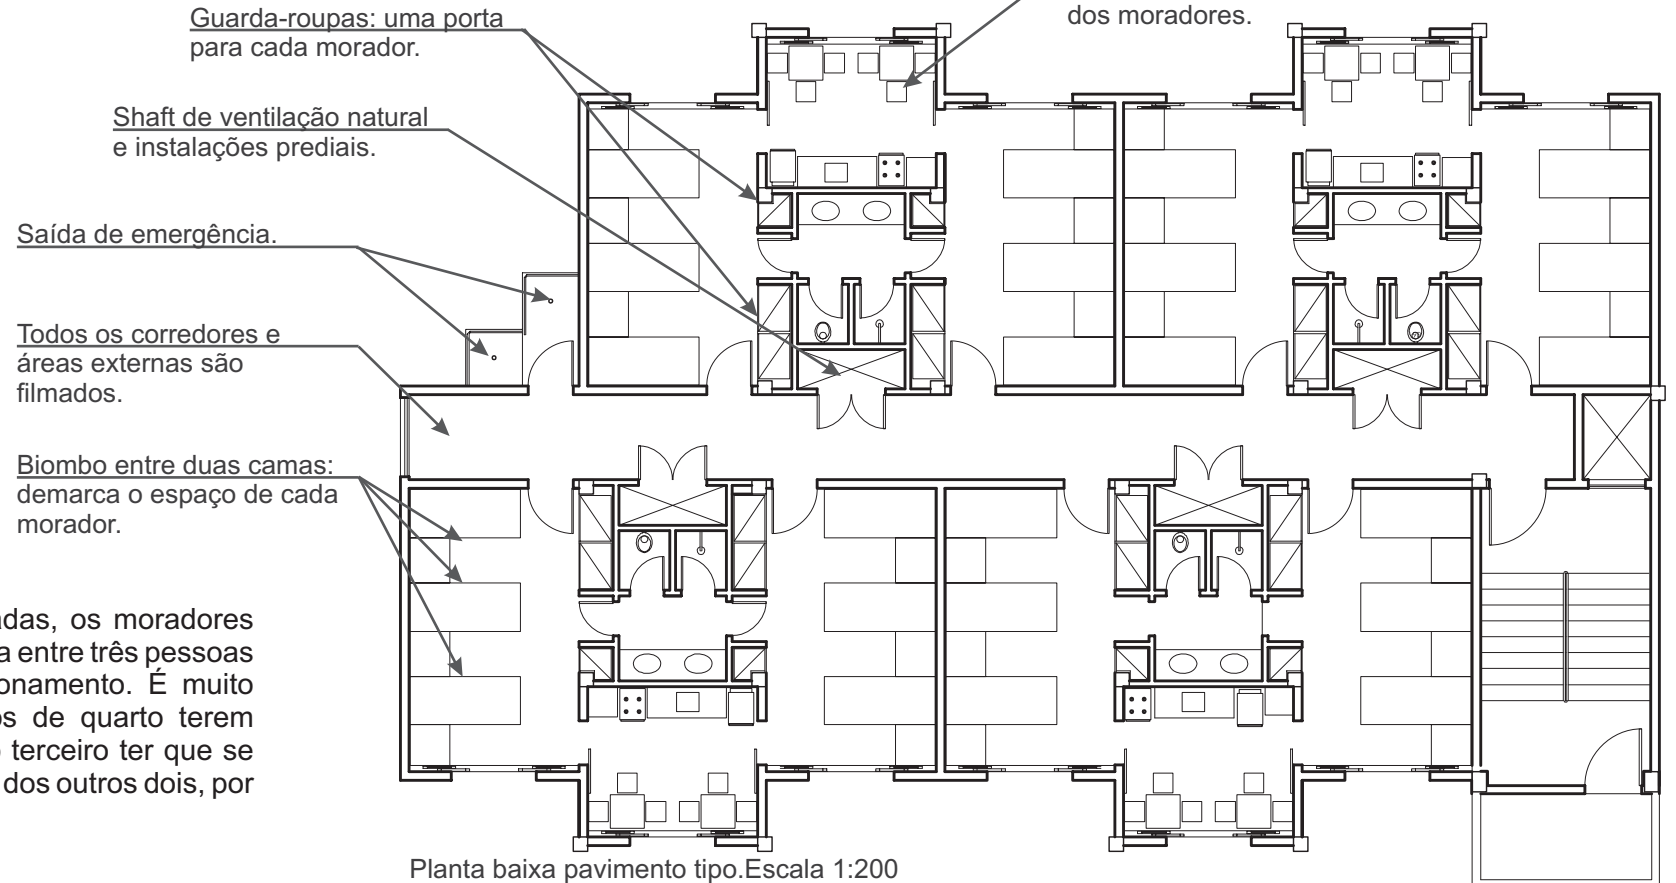 Guarda-roupas: uma porta
para cada morador.
dos moradores.
Shaft de ventilação natural
e instalações prediais.
Saída de emergência.
Todos os corredores e
áreas externas são
filmados.
Biombo entre duas camas:
demarca o espaço de cada
morador.
adas, os moradores
a entre três pessoas
onamento. É muito
os de quarto terem
o terceiro ter que se
dos outros dois, por
Planta baixa pavimento tipo.Escala 1:200